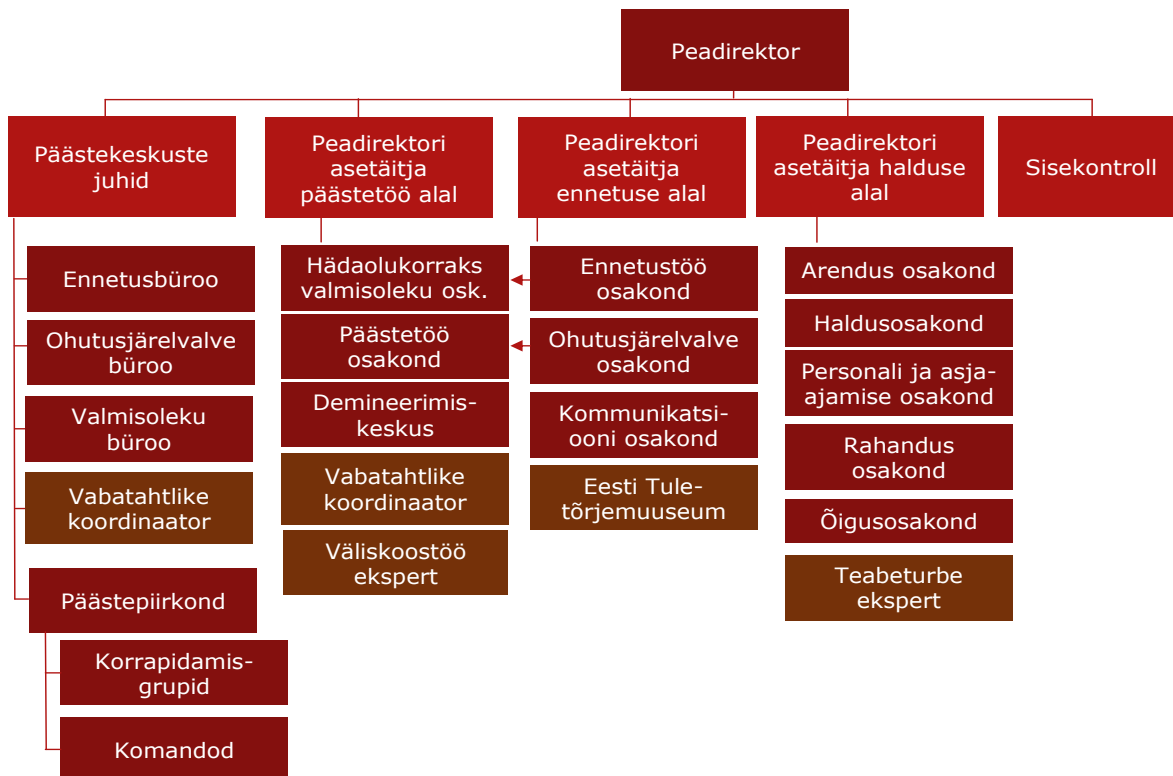 Peadirektor
Päästekeskuste
juhid
Peadirektori
asetäitja
päästetöö alal
Peadirektori
asetäitja
ennetuse alal
Peadirektori
asetäitja halduse
alal
Sisekontroll
Ennetusbüroo
Ohutusjärelvalve
büroo
Valmisoleku
büroo
Vabatahtlike
koordinaator
Päästepiirkond
Korrapidamis-
grupid
Komandod
Hädaolukorraks
valmisoleku osk.
Päästetöö
osakond
Demineerimis-
keskus
Vabatahtlike
koordinaator
Väliskoostöö
ekspert
Ennetustöö
osakond
Ohutusjärelvalve
osakond
Kommunikatsi-
ooni osakond
Eesti Tule-
tõrjemuuseum
Arendus osakond
Haldusosakond
Personali ja asja-
ajamise osakond
Rahandus
osakond
Õigusosakond
Teabeturbe
ekspert